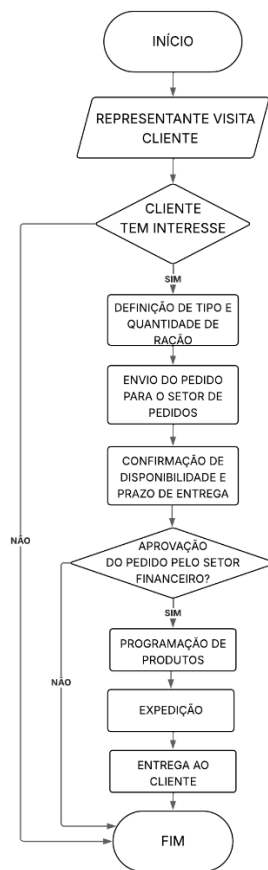 INÍCIO
REPRESENTANTE VISITA
CLIENTE
CLIENTE
TEM INTERESSE
SIM
DEFINIÇÃO DE TIPO E
QUANTIDADE DE
RAÇÃO
ENVIO DO PEDIDO
PARA O SETOR DE
PEDIDOS
CONFIRMAÇÃO DE
DISPONIBILIDADE E
PRAZO DE ENTREGA
NÃO
APROVAÇÃO
DO PEDIDO PELO SETOR
FINANCEIRO?
SIM
PROGRAMAÇÃO DE
PRODUTOS
NÃO
EXPEDIÇÃO
ENTREGA AO
CLIENTE
FIM